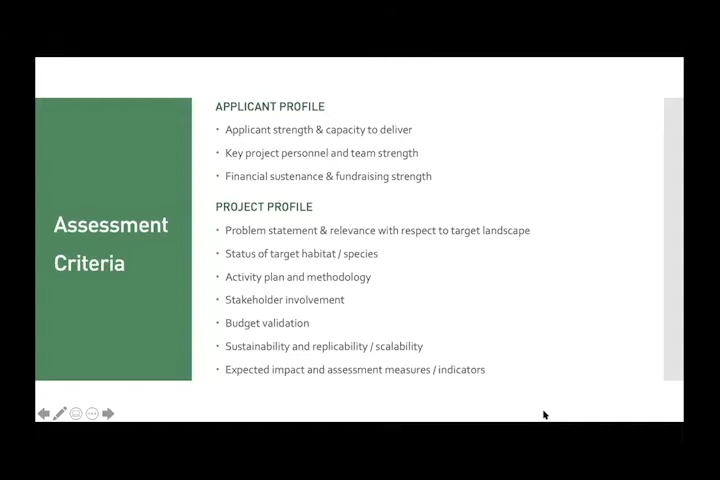 Assessment
Criteria
APPLICANT PROFILE
• Applicant strength & capacity to deliver
• Key project personnel and team strength
• Financial sustenance & fundraising strength
PROJECT PROFILE
• Problem statement & relevance with respect to target landscape
• Status of target habitat / species
• Activity plan and methodology
• Stakeholder involvement
• Budget validation
• Sustainability and replicability / scalability
• Expected impact and assessment measures / indicators